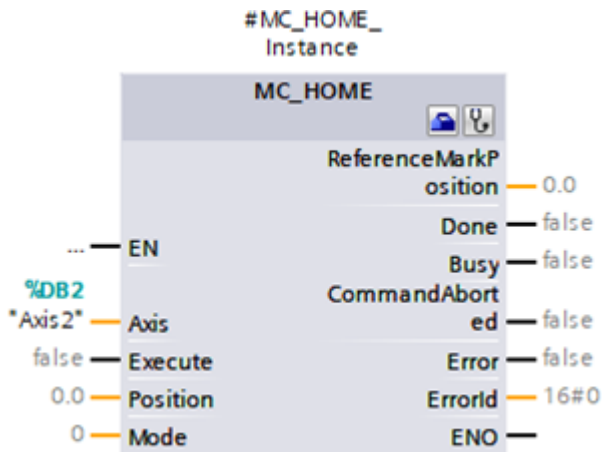 #MC_HOME_
Instance
MC_HOME
ReferenceMarkP
osition 0.0
Done false
... EN
Busy false
%DB2
CommandAbort
"Axis2" Axis
ed false
false Execute
Error false
0.0 Position
ErrorId 16#0
0 Mode
ENO